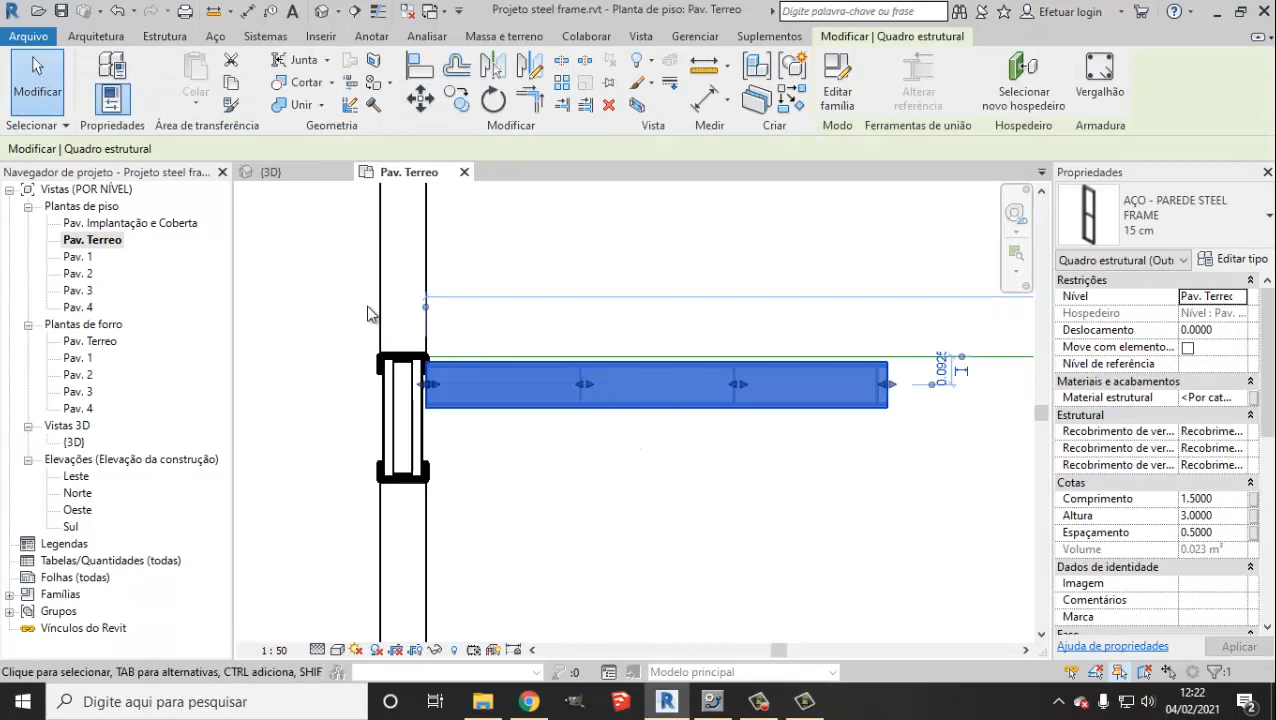 Projeto steel frame.rvt - Planta de piso: Pav. Terreo
Digite palavra-chave ou frase
Efetuar login
Arquivo
Arquitetura
Estrutura
Aço
Sistemas
Inserir
Anotar
Analisar
Massa e terreno
Colaborar
Vista
Gerenciar
Suplementos
Modificar | Quadro estrutural
Junta
Cortar
Unir
Modificar
Colar
Editar família
Alterar referência
Selecionar novo hospedeiro
Vergalhão
Selecionar
Propriedades
Área de transferência
Geometria
Modificar
Vista
Medir
Criar
Modo
Ferramentas de união
Hospedeiro
Armadura
Modificar | Quadro estrutural
Navegador de projeto - Projeto steel fra...
Vistas (POR NÍVEL)
Plantas de piso
Pav. Implantação e Coberta
Pav. Terreo
Pav. 1
Pav. 2
Pav. 3
Pav. 4
Plantas de forro
Pav. Terreo
Pav. 1
Pav. 2
Pav. 3
Pav. 4
Vistas 3D
{3D}
Elevações (Elevação da construção)
Leste
Norte
Oeste
Sul
Legendas
Tabelas/Quantidades (todas)
Folhas (todas)
Famílias
Grupos
Vínculos do Revit
{3D}
Pav. Terreo
2D
0.0925
1 : 50
Propriedades
AÇO - PAREDE STEEL FRAME
15 cm
Quadro estrutural (Outr
Editar tipo
Restrições
Nível Pav. Terrec
Hospedeiro Nível : Pav. ...
Deslocamento 0.0000
Move com elemento...
Nível de referência
Materiais e acabamentos
Material estrutural <Por cat...
Estrutural
Recobrimento de ver... Recobrime...
Recobrimento de ver... Recobrime...
Recobrimento de ver... Recobrime...
Cotas
Comprimento 1.5000
Altura 3.0000
Espaçamento 0.5000
Volume 0.023 m³
Dados de identidade
Imagem
Comentários
Marca
Ajuda de propriedades
Aplicar
Clique para selecionar, TAB para alternativas, CTRL adiciona, SHIF
:0
Modelo principal
:1
Digite aqui para pesquisar
12:22
04/02/2021
2